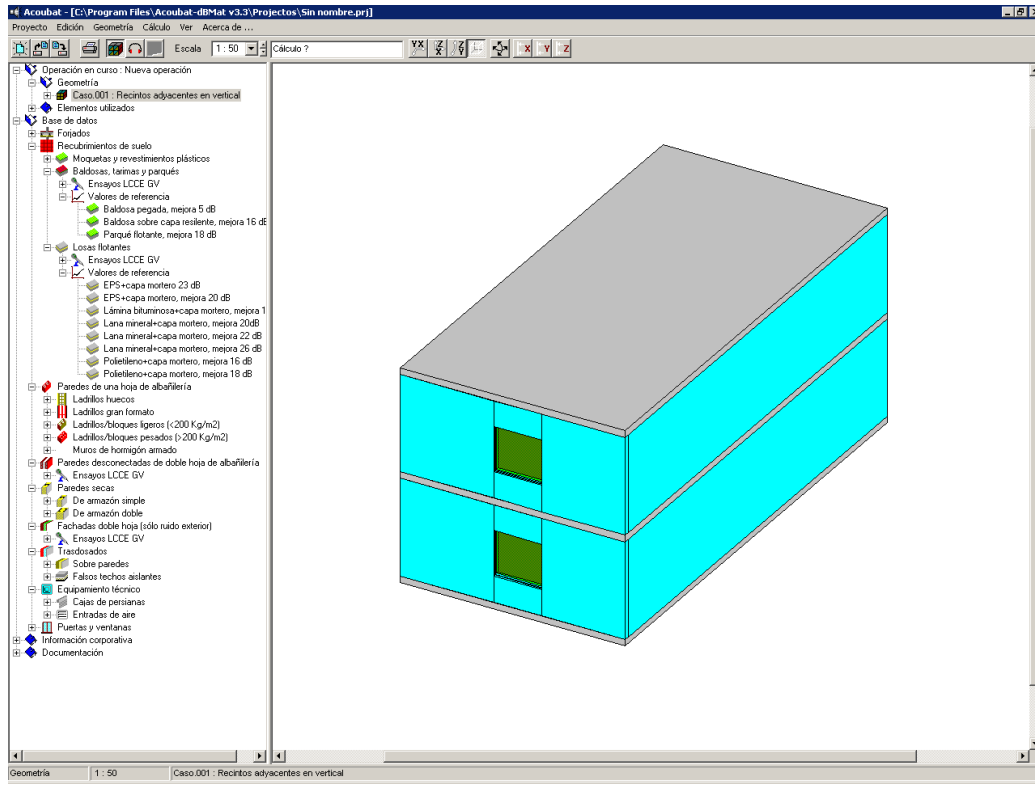 Acoubat - [C:\Program Files\Acoubat-dBMat v3.3\Projectos\Sin nombre.prj]
Proyecto Edición Geometría Cálculo Ver Acerca de ...
Escala 1 : 50 Cálculo ? YX YZ XZ X Y Z
Operación en curso : Nueva operación
Geometría
Caso.001 : Recintos adyacentes en vertical
Elementos utilizados
Base de datos
Forjados
Recubrimientos de suelo
Moquetas y revestimientos plásticos
Baldosas, tarimas y parqués
Ensayos LCCE GV
Valores de referencia
Baldosa pegada, mejora 5 dB
Baldosa sobre capa resilente, mejora 16 dB
Parqué flotante, mejora 18 dB
Losas flotantes
Ensayos LCCE GV
Valores de referencia
EPS+capa mortero 23 dB
EPS+capa mortero, mejora 20 dB
Lámina bituminosa+capa mortero, mejora 1
Lana mineral+capa mortero, mejora 20dB
Lana mineral+capa mortero, mejora 22 dB
Lana mineral+capa mortero, mejora 26 dB
Polietileno+capa mortero, mejora 16 dB
Polietileno+capa mortero, mejora 18 dB
Paredes de una hoja de albañilería
Ladrillos huecos
Ladrillos gran formato
Ladrillos/bloques ligeros (<200 Kg/m2)
Ladrillos/bloques pesados (>200 Kg/m2)
Muros de hormigón armado
Paredes desconectadas de doble hoja de albañilería
Ensayos LCCE GV
Paredes secas
De armazón simple
De armazón doble
Fachadas doble hoja (sólo ruido exterior)
Ensayos LCCE GV
Trasdosados
Sobre paredes
Falsos techos aislantes
Equipamiento técnico
Cajas de persianas
Entradas de aire
Puertas y ventanas
Información corporativa
Documentación
Geometría 1 : 50 Caso.001 : Recintos adyacentes en vertical